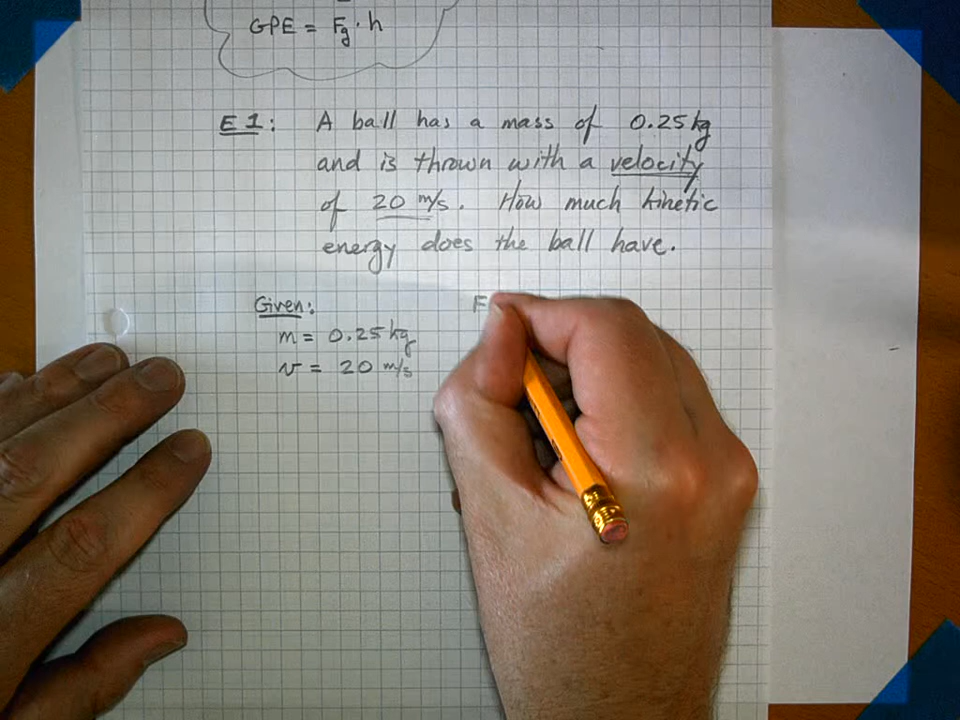 GPE = Fg · h
E1: A ball has a mass of 0.25 kg
and is thrown with a velocity
of 20 m/s. How much kinetic
energy does the ball have.
Given:
m = 0.25 kg
v = 20 m/s
F